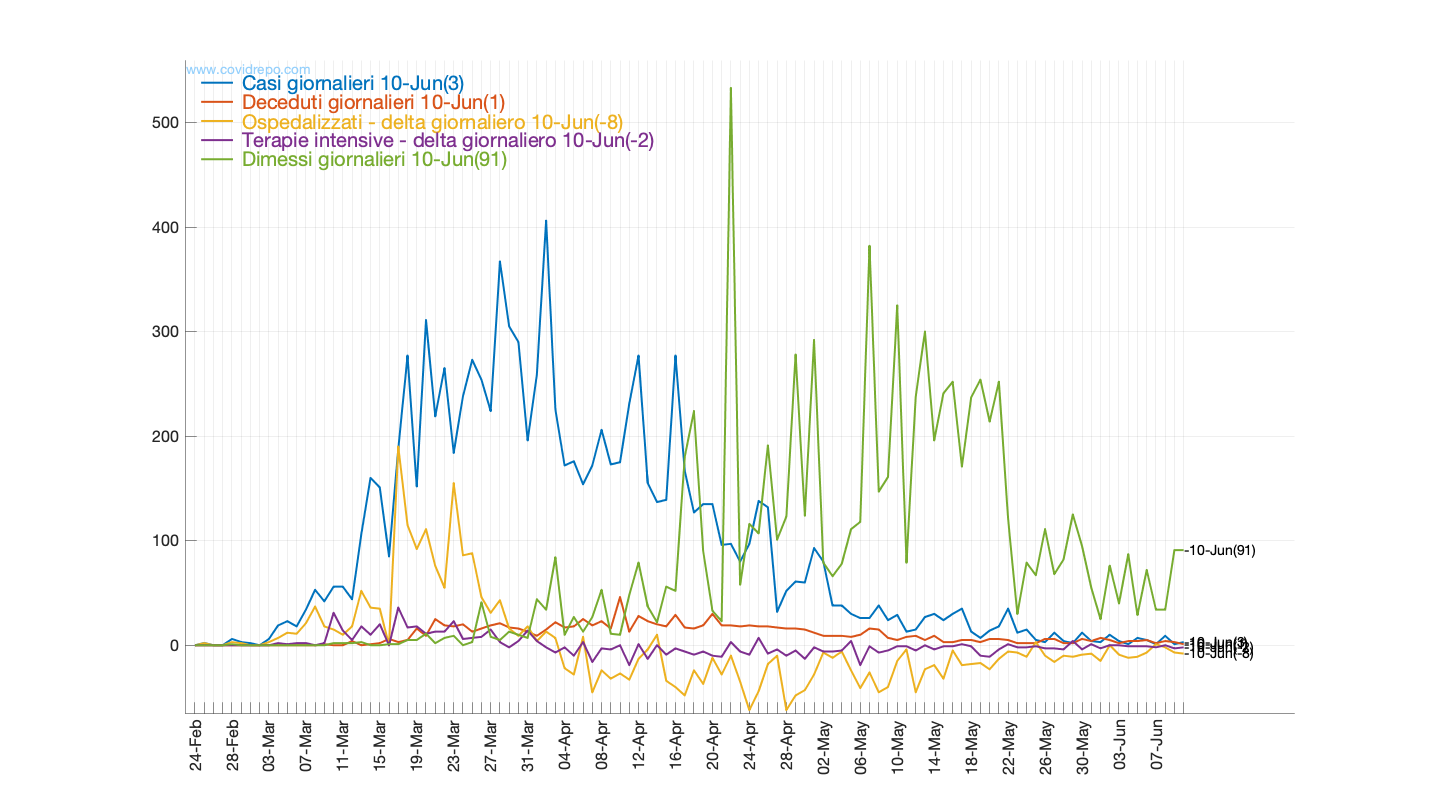 www.covidrepo.com
Casi giornalieri 10-Jun(3)
Deceduti giornalieri 10-Jun(1)
Ospedalizzati - delta giornaliero 10-Jun(-8)
Terapie intensive - delta giornaliero 10-Jun(-2)
Dimessi giornalieri 10-Jun(91)
500
400
300
200
100
0
-10-Jun(91)
-10-Jun(3)
-10-Jun(-8)
24-Feb
28-Feb
03-Mar
07-Mar
11-Mar
15-Mar
19-Mar
23-Mar
27-Mar
31-Mar
04-Apr
08-Apr
12-Apr
16-Apr
20-Apr
24-Apr
28-Apr
02-May
06-May
10-May
14-May
18-May
22-May
26-May
30-May
03-Jun
07-Jun